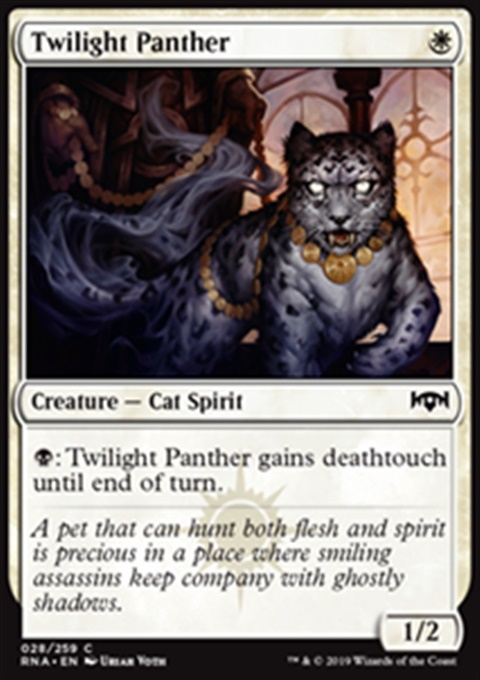 Twilight Panther
Creature — Cat Spirit
: Twilight Panther gains deathtouch
until end of turn.
A pet that can hunt both flesh and spirit
is precious in a place where smiling
assassins keep company with ghostly
shadows.
1/2
028/259 C
RNA • EN Uriah Voth
™ & © 2019 Wizards of the Coast